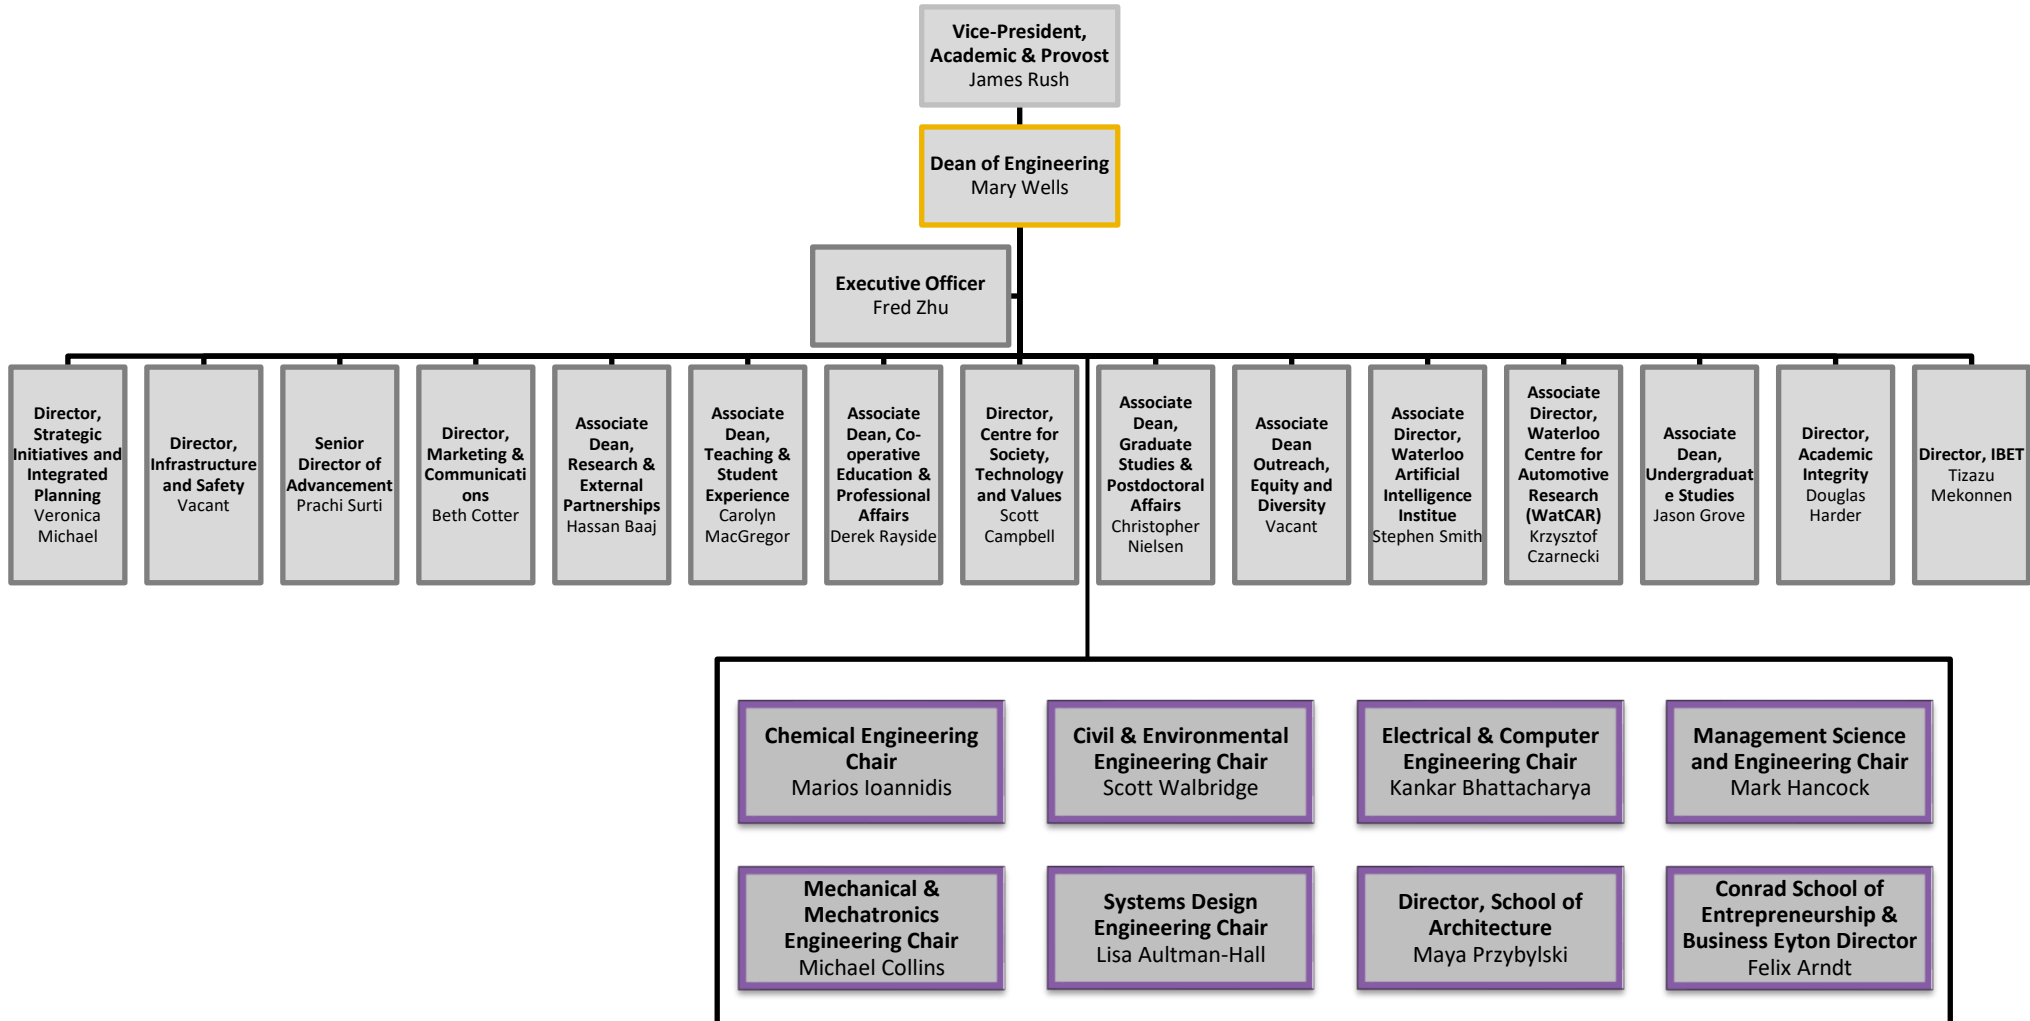 Vice-President,
Academic & Provost
James Rush
Dean of Engineering
Mary Wells
Executive Officer
Fred Zhu
Director,
Strategic
Initiatives and
Integrated
Planning
Veronica
Michael
Director,
Infrastructure
and Safety
Vacant
Senior
Director of
Advancement
Prachi Surti
Director,
Marketing &
Communicati
ons
Beth Cotter
Associate
Dean,
Research &
External
Partnerships
Hassan Baaj
Associate
Dean,
Teaching &
Student
Experience
Carolyn
MacGregor
Associate
Dean, Co-
operative
Education &
Professional
Affairs
Derek Rayside
Director,
Centre for
Society,
Technology
and Values
Scott
Campbell
Associate
Dean,
Graduate
Studies &
Postdoctoral
Affairs
Christopher
Nielsen
Associate
Dean
Outreach,
Equity and
Diversity
Vacant
Associate
Director,
Waterloo
Artificial
Intelligence
Institue
Stephen Smith
Associate
Director,
Waterloo
Centre for
Automotive
Research
(WatCAR)
Krzysztof
Czarnecki
Associate
Dean,
Undergraduat
e Studies
Jason Grove
Director,
Academic
Integrity
Douglas
Harder
Director, IBET
Tizazu
Mekonnen
Chemical Engineering
Chair
Marios Ioannidis
Civil & Environmental
Engineering Chair
Scott Walbridge
Electrical & Computer
Engineering Chair
Kankar Bhattacharya
Management Science
and Engineering Chair
Mark Hancock
Mechanical &
Mechatronics
Engineering Chair
Michael Collins
Systems Design
Engineering Chair
Lisa Aultman-Hall
Director, School of
Architecture
Maya Przybylski
Conrad School of
Entrepreneurship &
Business Eyton Director
Felix Arndt